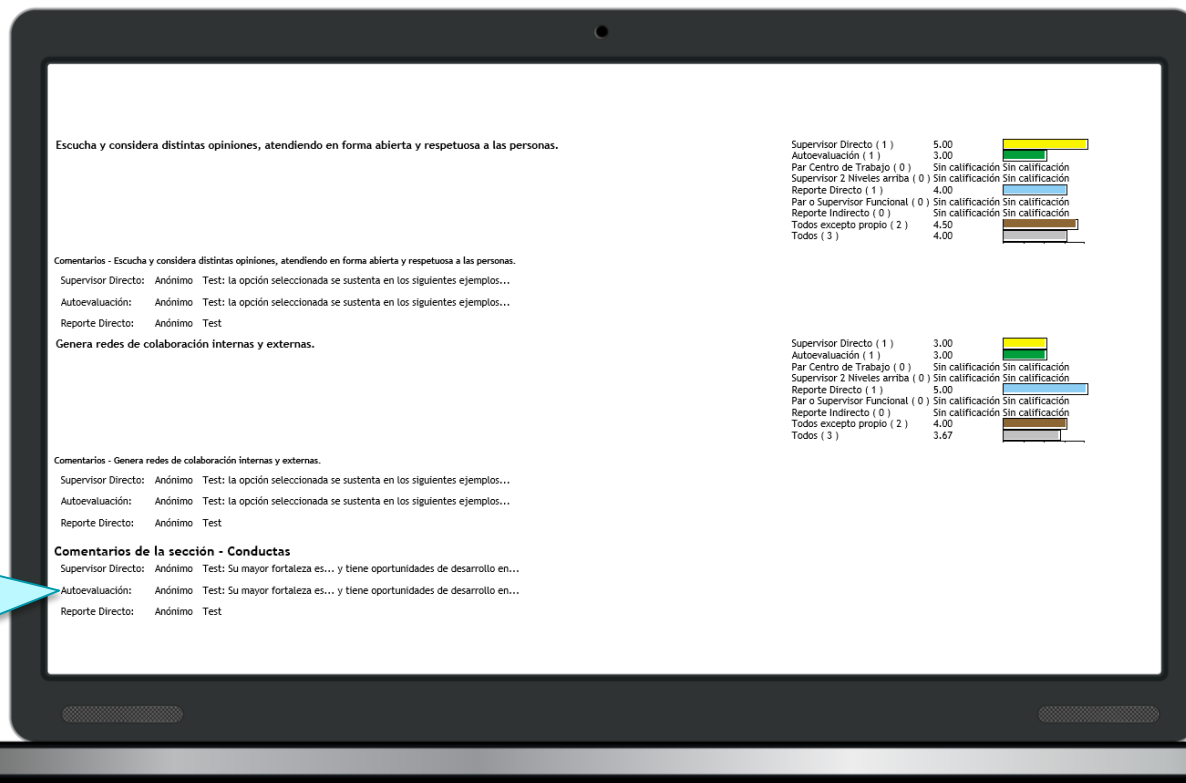 Escucha y considera distintas opiniones, atendiendo en forma abierta y respetuosa a las personas.
Supervisor Directo ( 1 ) 5.00
Autoevaluación ( 1 ) 3.00
Par Centro de Trabajo ( 0 ) Sin calificación Sin calificación
Supervisor 2 Niveles arriba ( 0 ) Sin calificación Sin calificación
Reporte Directo ( 1 ) 4.00
Par o Supervisor Funcional ( 0 ) Sin calificación Sin calificación
Reporte Indirecto ( 0 ) Sin calificación Sin calificación
Todos excepto propio ( 2 ) 4.50
Todos ( 3 ) 4.00
Comentarios - Escucha y considera distintas opiniones, atendiendo en forma abierta y respetuosa a las personas.
Supervisor Directo: Anónimo Test: la opción seleccionada se sustenta en los siguientes ejemplos...
Autoevaluación: Anónimo Test: la opción seleccionada se sustenta en los siguientes ejemplos...
Reporte Directo: Anónimo Test
Genera redes de colaboración internas y externas.
Supervisor Directo ( 1 ) 3.00
Autoevaluación ( 1 ) 3.00
Par Centro de Trabajo ( 0 ) Sin calificación Sin calificación
Supervisor 2 Niveles arriba ( 0 ) Sin calificación Sin calificación
Reporte Directo ( 1 ) 5.00
Par o Supervisor Funcional ( 0 ) Sin calificación Sin calificación
Reporte Indirecto ( 0 ) Sin calificación Sin calificación
Todos excepto propio ( 2 ) 4.00
Todos ( 3 ) 3.67
Comentarios - Genera redes de colaboración internas y externas.
Supervisor Directo: Anónimo Test: la opción seleccionada se sustenta en los siguientes ejemplos...
Autoevaluación: Anónimo Test: la opción seleccionada se sustenta en los siguientes ejemplos...
Reporte Directo: Anónimo Test
Comentarios de la sección - Conductas
Supervisor Directo: Anónimo Test: Su mayor fortaleza es... y tiene oportunidades de desarrollo en...
Autoevaluación: Anónimo Test: Su mayor fortaleza es... y tiene oportunidades de desarrollo en...
Reporte Directo: Anónimo Test